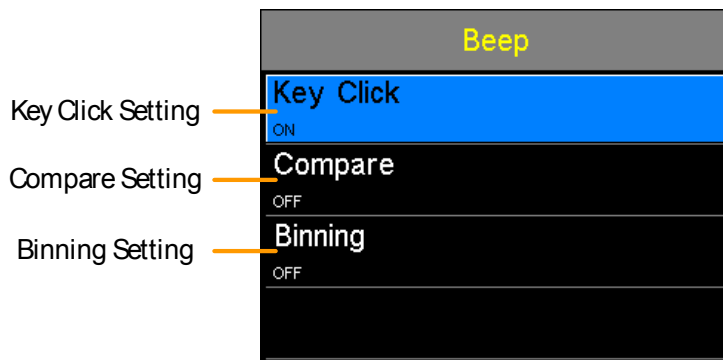 Beep
Key Click Setting
Key Click
ON
Compare Setting
Compare
OFF
Binning Setting
Binning
OFF